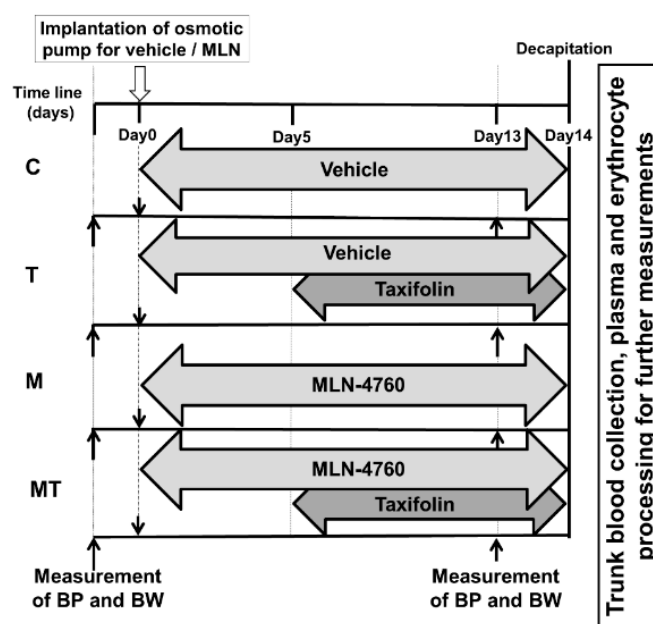 Implantation of osmotic
pump for vehicle / MLN
Decapitation
Time line
(days)
Day0
Day5
Day13
Day14
C
Vehicle
T
Vehicle
Taxifolin
M
MLN-4760
MT
MLN-4760
Taxifolin
Measurement
of BP and BW
Measurement
of BP and BW
Trunk blood collection, plasma and erythrocyte
processing for further measurements